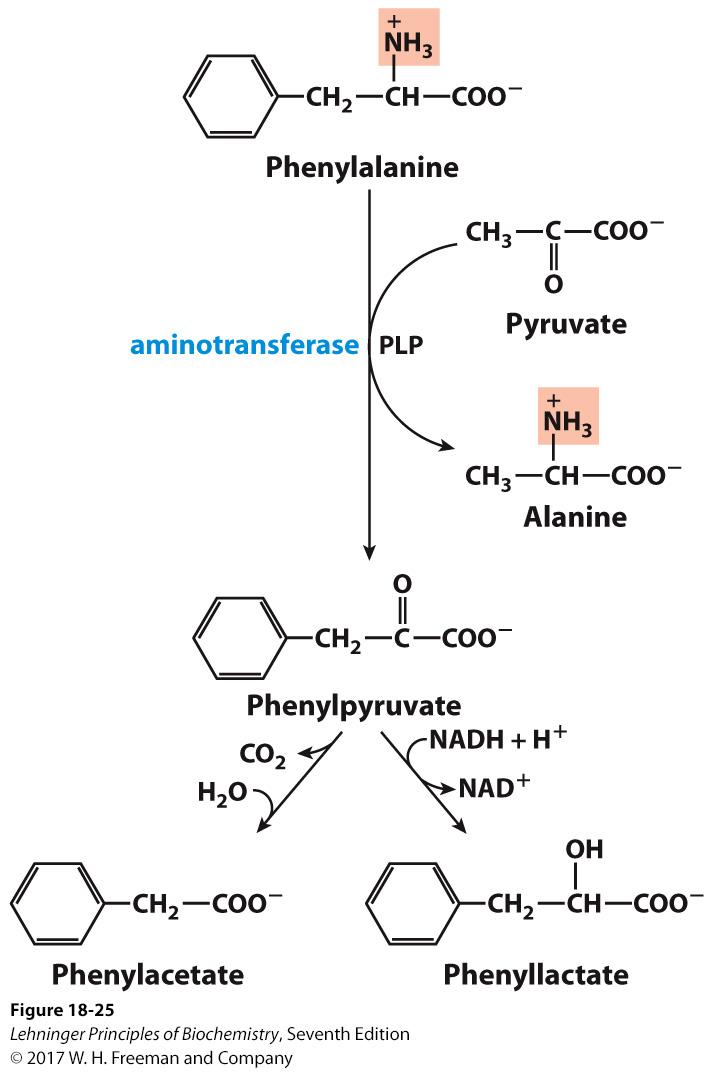 +
NH3
CH2—CH—COO−
Phenylalanine
CH3—C—COO−
O
Pyruvate
aminotransferase PLP
+
NH3
CH3—CH—COO−
Alanine
O
CH2—C—COO−
Phenylpyruvate
CO2
NADH + H+
H2O
NAD+
OH
CH2—COO−
CH2—CH—COO−
Phenylacetate
Phenyllactate
Figure 18-25
Lehninger Principles of Biochemistry, Seventh Edition
© 2017 W. H. Freeman and Company